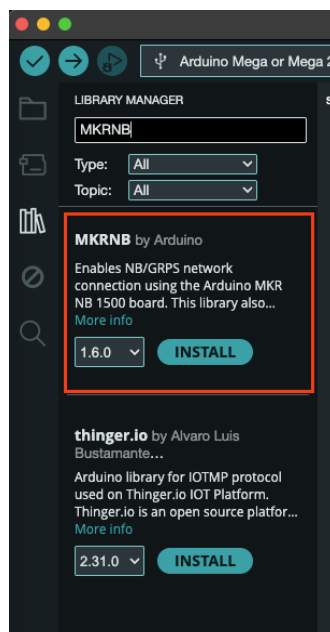 Arduino Mega or Mega 2
LIBRARY MANAGER
MKRNB
Type: All
Topic: All
MKRNB by Arduino
Enables NB/GRPS network
connection using the Arduino MKR
NB 1500 board. This library also...
More info
1.6.0 INSTALL
thinger.io by Alvaro Luis
Bustamante...
Arduino library for IOTMP protocol
used on Thinger.io IOT Platform.
Thinger.io is an open source platfor...
More info
2.31.0 INSTALL